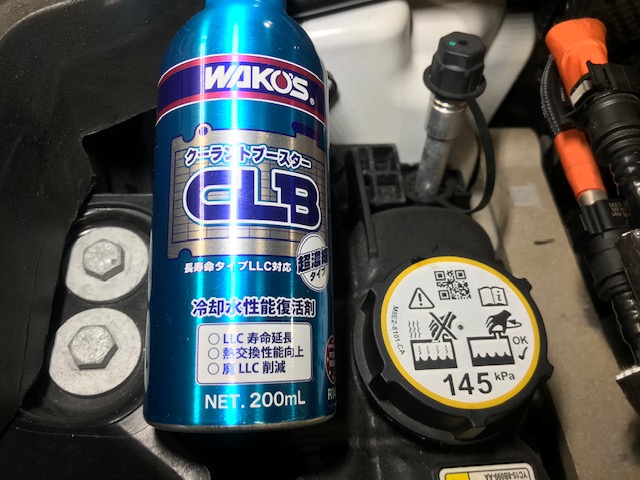 WAKO'S®
クーラントブースター
CLB
長寿命タイプLLC対応
超濃縮
タイプ
冷却水性能復活剤
○ LLC 寿命延長
○ 熱交換性能向上
○ 廃 LLC 削減
NET. 200mL
OK
145 kPa